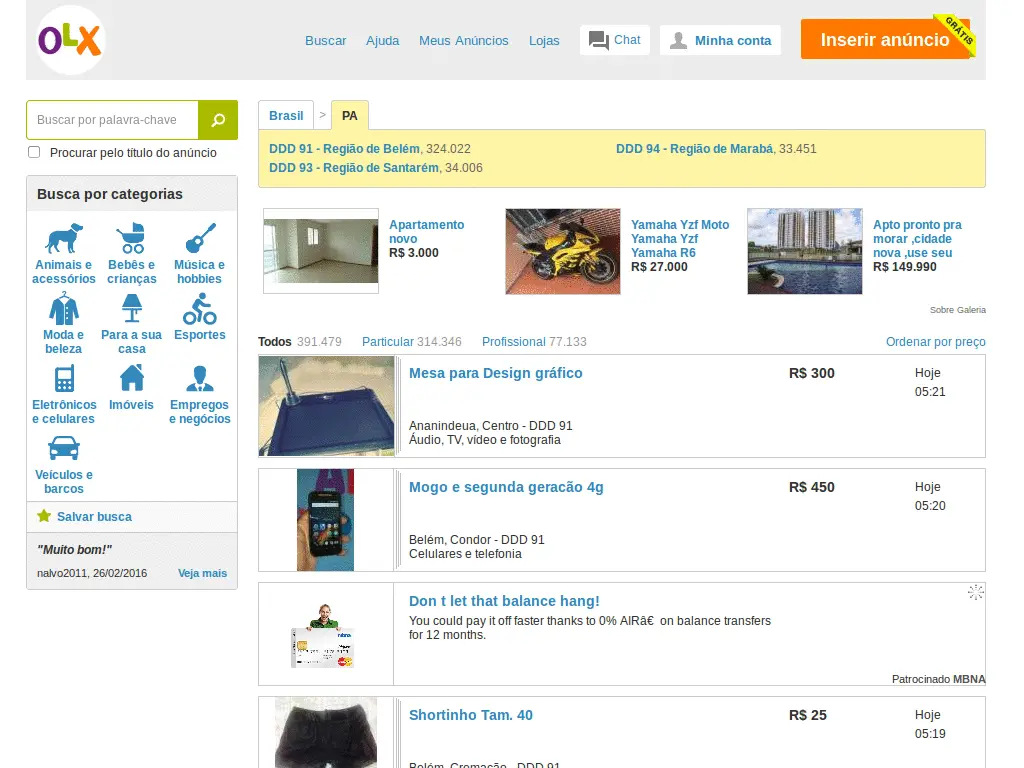 OLX
Buscar
Ajuda
Meus Anúncios
Lojas
Chat
Minha conta
Inserir anúncio
GRÁTIS
Buscar por palavra-chave
Procurar pelo título do anúncio
Busca por categorias
Animais e
acessórios
Bebês e
crianças
Música e
hobbies
Moda e
beleza
Para a sua
casa
Esportes
Eletrônicos
e celulares
Imóveis
Empregos
e negócios
Veículos e
barcos
Salvar busca
"Muito bom!"
nalvo2011, 26/02/2016
Veja mais
Brasil > PA
DDD 91 - Região de Belém, 324.022
DDD 94 - Região de Marabá, 33.451
DDD 93 - Região de Santarém, 34.006
Apartamento
novo
R$ 3.000
Yamaha Yzf Moto
Yamaha Yzf
Yamaha R6
R$ 27.000
Apto pronto pra
morar ,cidade
nova ,use seu
R$ 149.990
Sobre Galeria
Todos 391.479
Particular 314.346
Profissional 77.133
Ordenar por preço
Mesa para Design gráfico
R$ 300
Hoje
05:21
Ananindeua, Centro - DDD 91
Áudio, TV, vídeo e fotografia
Mogo e segunda geracão 4g
R$ 450
Hoje
05:20
Belém, Condor - DDD 91
Celulares e telefonia
Don t let that balance hang!
You could pay it off faster thanks to 0% AIRâ€ on balance transfers
for 12 months.
mbna
Patrocinado MBNA
Shortinho Tam. 40
R$ 25
Hoje
05:19
Belém, Cremação - DDD 91